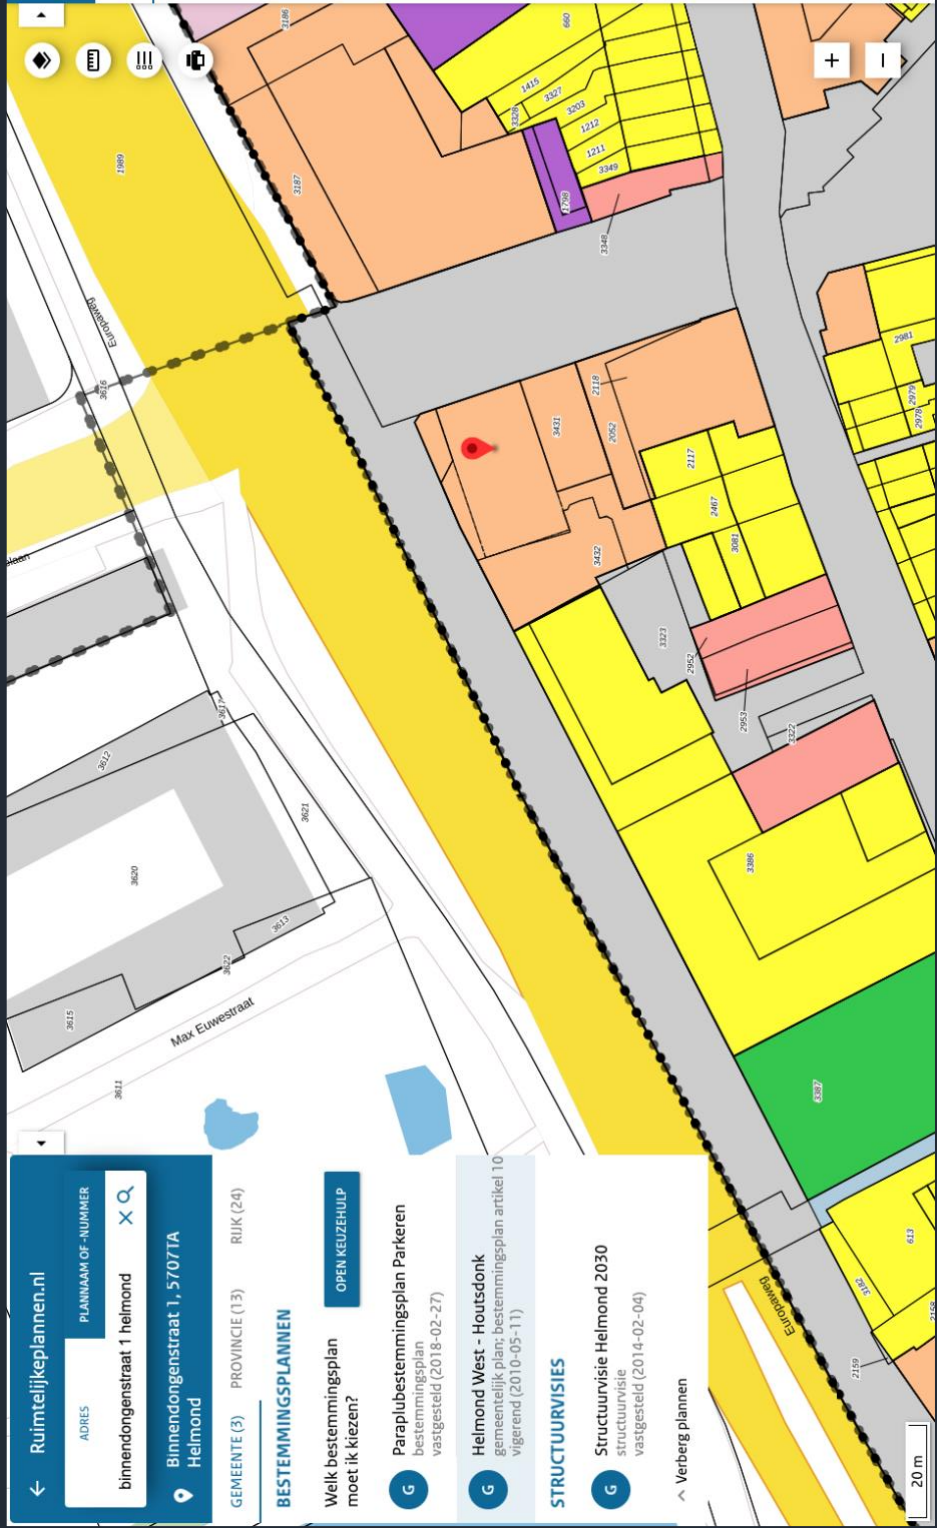 Ruimtelijkeplannen.nl
ADRES
PLANNAAM OF -NUMMER
binnendongenstraat 1 helmond
Binnendongenstraat 1, 5707TA
Helmond
GEMEENTE (3)
PROVINCIE (13)
RIJK (24)
BESTEMMINGSPLANNEN
Welk bestemmingsplan
moet ik kiezen?
OPEN KEUZEHULP
G
Paraplubestemmingsplan Parkeren
bestemmingsplan
vastgesteld (2018-02-27)
G
Helmond West - Houtsdonk
gemeentelijk plan; bestemmingsplan artikel 10
vigerend (2010-05-11)
STRUCTUURVISIES
G
Structuurvisie Helmond 2030
structuurvisie
vastgesteld (2014-02-04)
Verberg plannen
20 m
3611
3615
Max Euwestraat
3622
3613
3620
3621
3612
3617
elaan
3616
Europaweg
1989
3187
3186
660
1415
3327
3328
3203
1212
1211
3349
1798
3348
3431
2118
2052
3432
2117
2467
3081
3323
2952
2953
3322
3386
3387
2981
2979
2978
613
3182
2158
2159
Europaweg
+
−